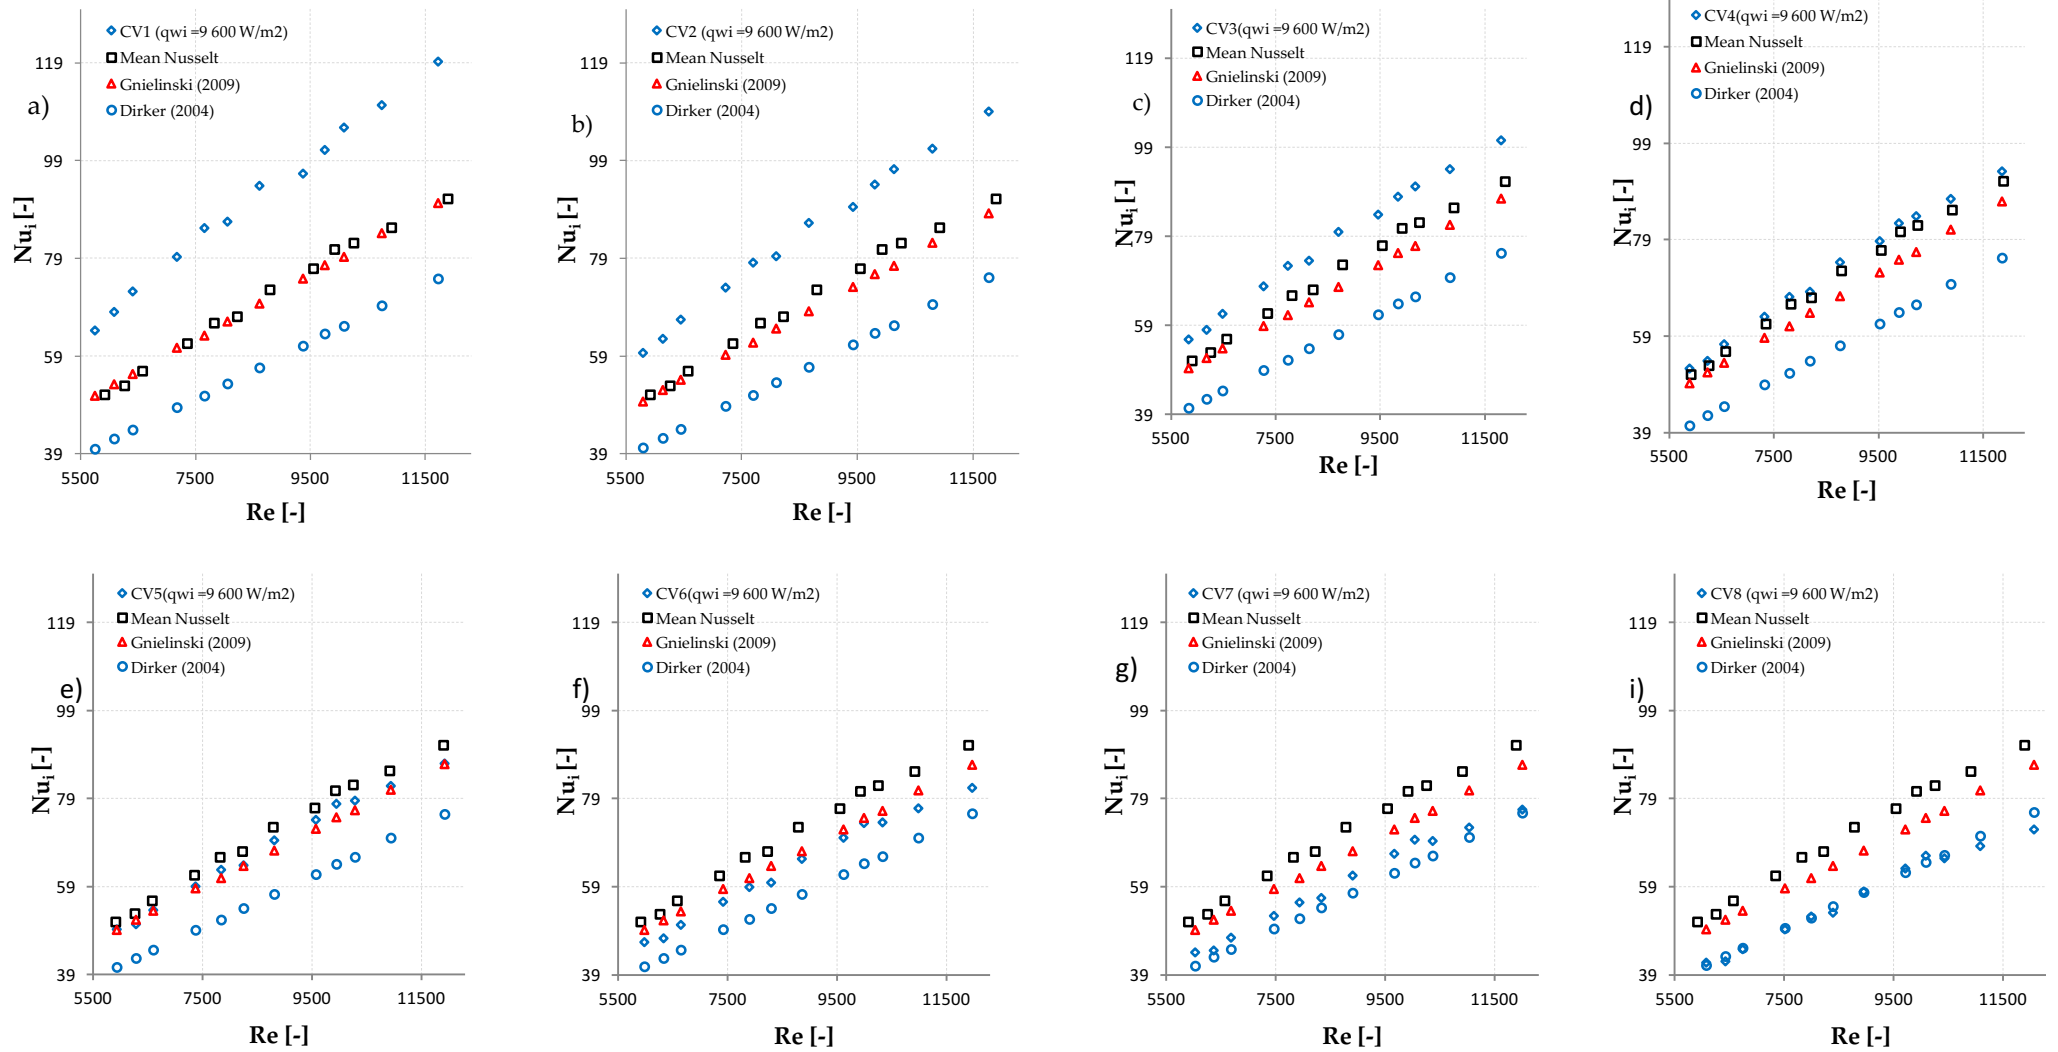 CV1 (qwi =9 600 W/m2)
Mean Nusselt
Gnielinski (2009)
Dirker (2004)
a)
119
99
79
59
39
Nui [-]
5500 7500 9500 11500
Re [-]
CV2 (qwi =9 600 W/m2)
Mean Nusselt
Gnielinski (2009)
Dirker (2004)
b)
119
99
79
59
39
Nui [-]
5500 7500 9500 11500
Re [-]
CV3(qwi =9 600 W/m2)
Mean Nusselt
Gnielinski (2009)
Dirker (2004)
c)
119
99
79
59
39
Nui [-]
5500 7500 9500 11500
Re [-]
CV4(qwi =9 600 W/m2)
Mean Nusselt
Gnielinski (2009)
Dirker (2004)
d)
119
99
79
59
39
Nui [-]
5500 7500 9500 11500
Re [-]
CV5(qwi =9 600 W/m2)
Mean Nusselt
Gnielinski (2009)
Dirker (2004)
e)
119
99
79
59
39
Nui [-]
5500 7500 9500 11500
Re [-]
CV6(qwi =9 600 W/m2)
Mean Nusselt
Gnielinski (2009)
Dirker (2004)
f)
119
99
79
59
39
Nui [-]
5500 7500 9500 11500
Re [-]
CV7 (qwi =9 600 W/m2)
Mean Nusselt
Gnielinski (2009)
Dirker (2004)
g)
119
99
79
59
39
Nui [-]
5500 7500 9500 11500
Re [-]
CV8 (qwi =9 600 W/m2)
Mean Nusselt
Gnielinski (2009)
Dirker (2004)
i)
119
99
79
59
39
Nui [-]
5500 7500 9500 11500
Re [-]